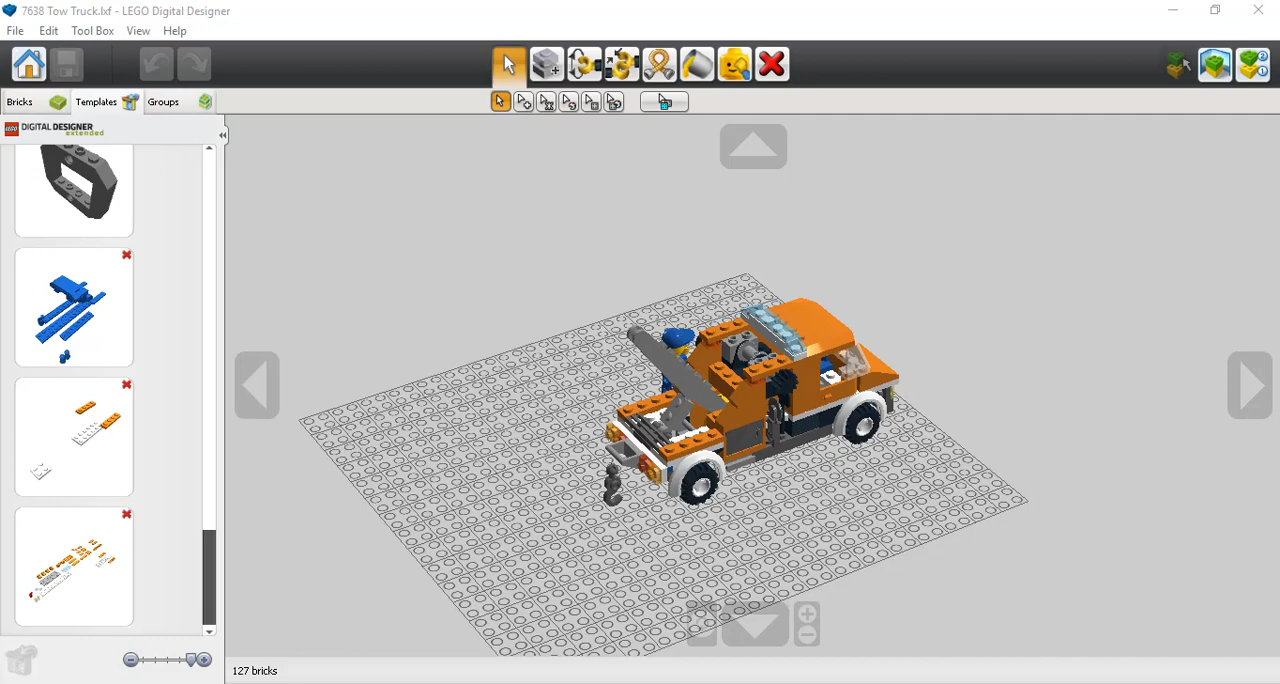 7638 Tow Truck.lxf - LEGO Digital Designer
File Edit Tool Box View Help
Bricks Templates Groups
LEGO DIGITAL DESIGNER
extended
127 bricks